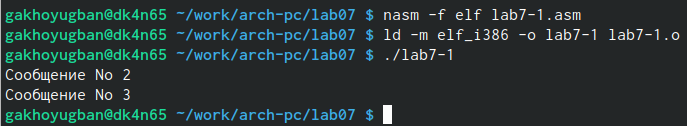 gakhoyugban@dk4n65 ~/work/arch-pc/lab07 $ nasm -f elf lab7-1.asm
gakhoyugban@dk4n65 ~/work/arch-pc/lab07 $ ld -m elf_i386 -o lab7-1 lab7-1.o
gakhoyugban@dk4n65 ~/work/arch-pc/lab07 $ ./lab7-1
Сообщение No 2
Сообщение No 3
gakhoyugban@dk4n65 ~/work/arch-pc/lab07 $